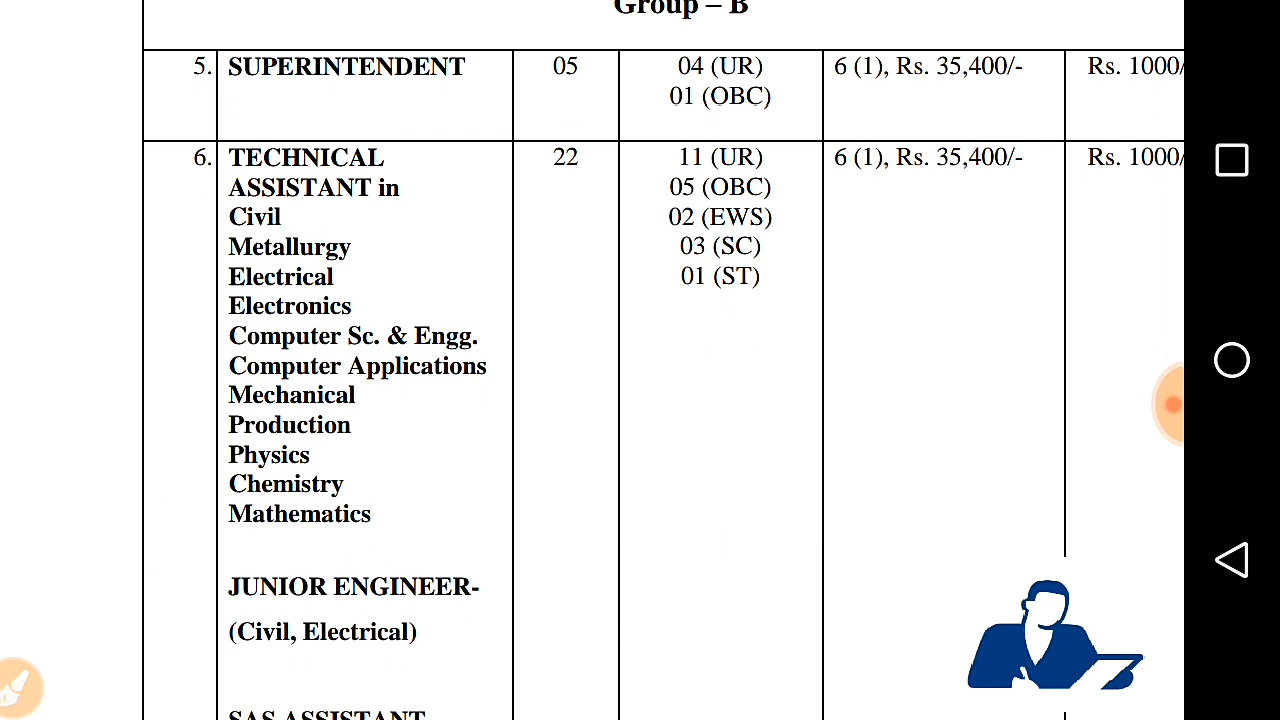 Group – B
5. SUPERINTENDENT 05 04 (UR) 6 (1), Rs. 35,400/- Rs. 1000/
01 (OBC)
6. TECHNICAL 22 11 (UR) 6 (1), Rs. 35,400/- Rs. 1000/
ASSISTANT in 05 (OBC)
Civil 02 (EWS)
Metallurgy 03 (SC)
Electrical 01 (ST)
Electronics
Computer Sc. & Engg.
Computer Applications
Mechanical
Production
Physics
Chemistry
Mathematics
JUNIOR ENGINEER-
(Civil, Electrical)
SAS ASSISTANT